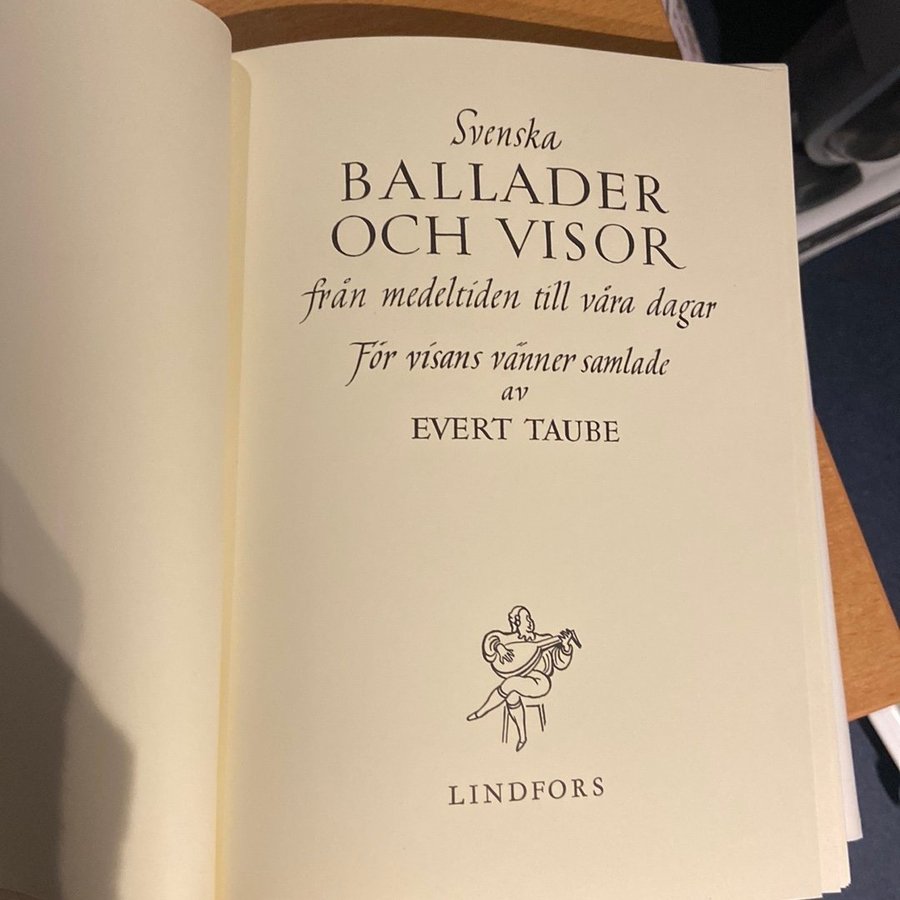 Svenska
BALLADER
OCH VISOR
från medeltiden till våra dagar
För visans vänner samlade
av
EVERT TAUBE
LINDFORS